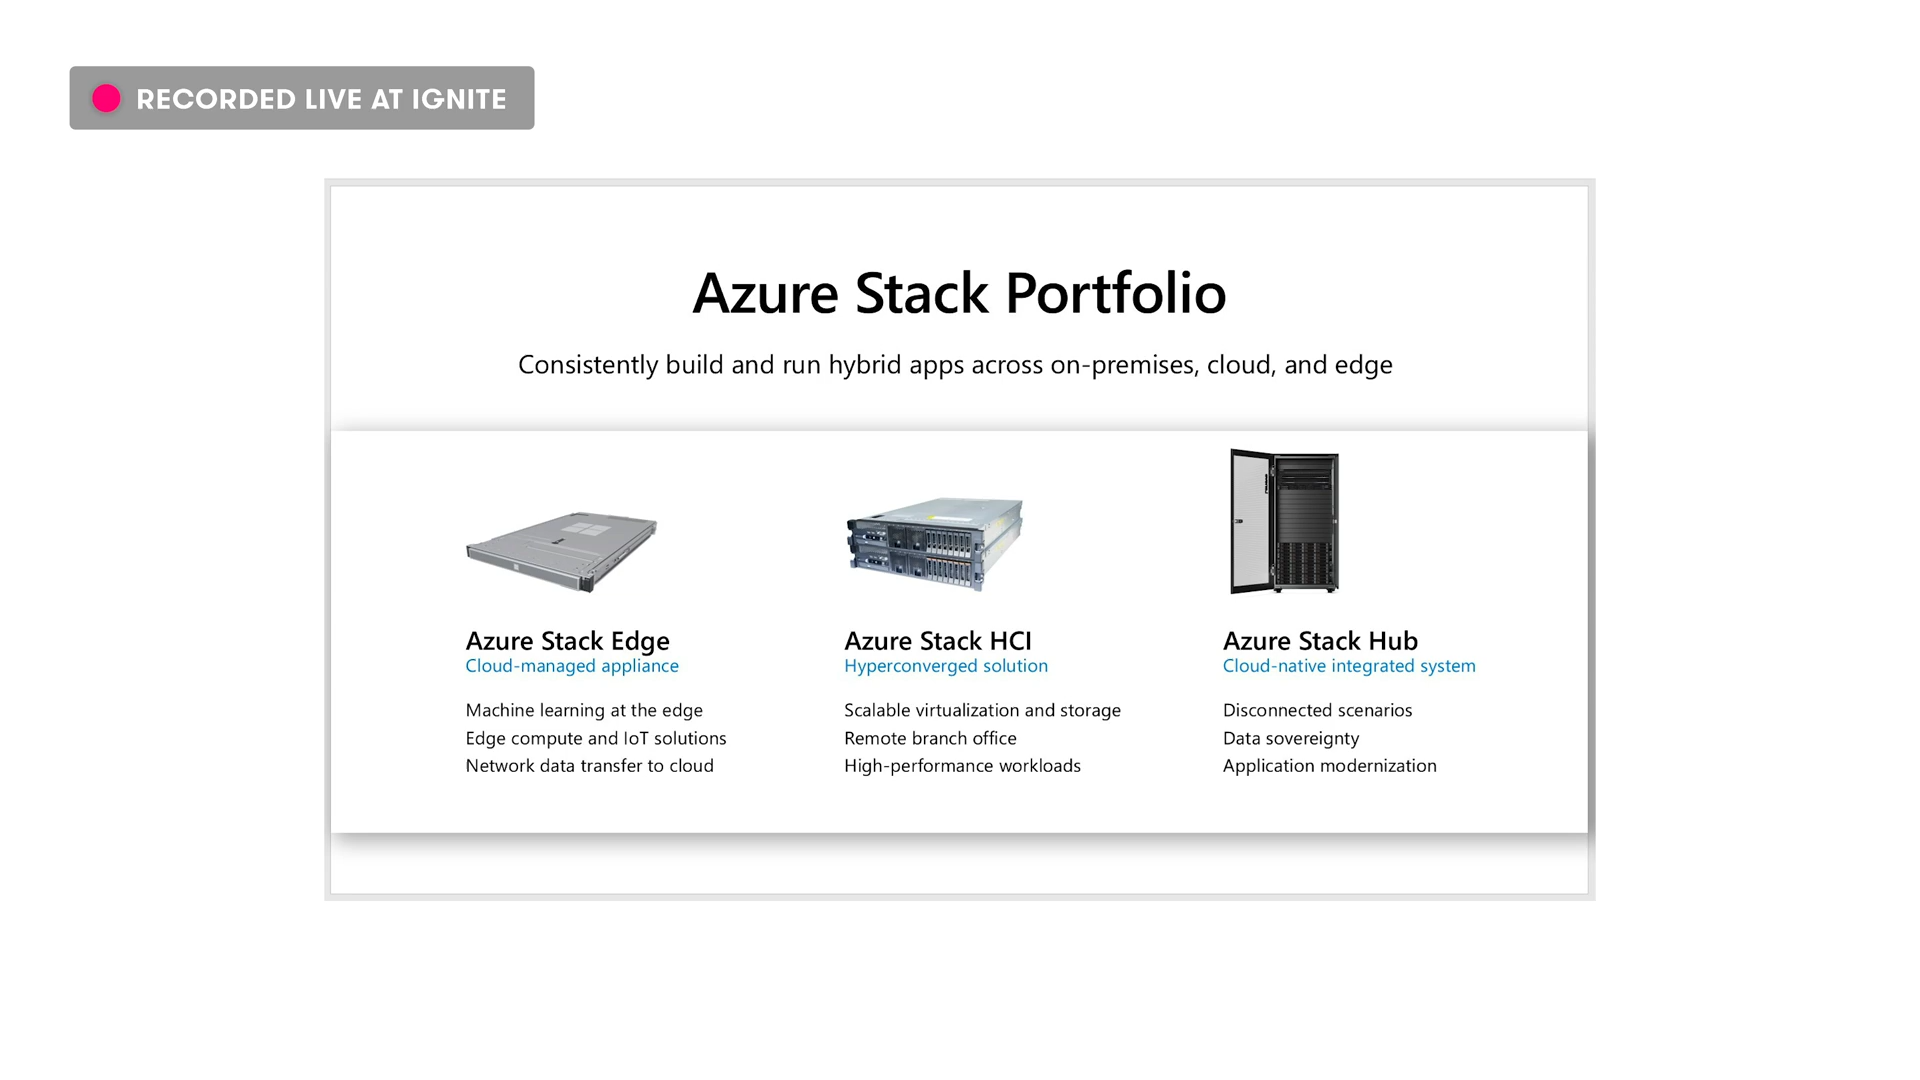 RECORDED LIVE AT IGNITE
Azure Stack Portfolio
Consistently build and run hybrid apps across on-premises, cloud, and edge
Azure Stack Edge
Cloud-managed appliance
Machine learning at the edge
Edge compute and IoT solutions
Network data transfer to cloud
Azure Stack HCI
Hyperconverged solution
Scalable virtualization and storage
Remote branch office
High-performance workloads
Azure Stack Hub
Cloud-native integrated system
Disconnected scenarios
Data sovereignty
Application modernization